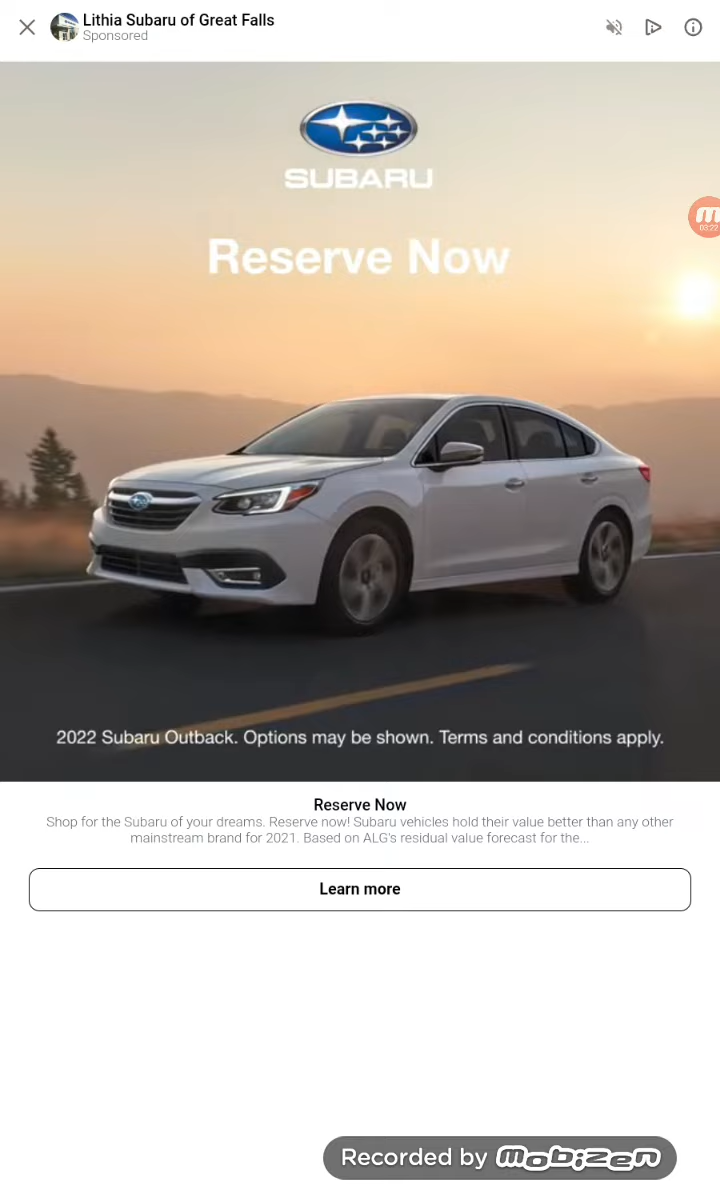 Lithia Subaru of Great Falls
Sponsored
SUBARU
Reserve Now
03:22
2022 Subaru Outback. Options may be shown. Terms and conditions apply.
Reserve Now
Shop for the Subaru of your dreams. Reserve now! Subaru vehicles hold their value better than any other
mainstream brand for 2021. Based on ALG's residual value forecast for the...
Learn more
Recorded by mobizen